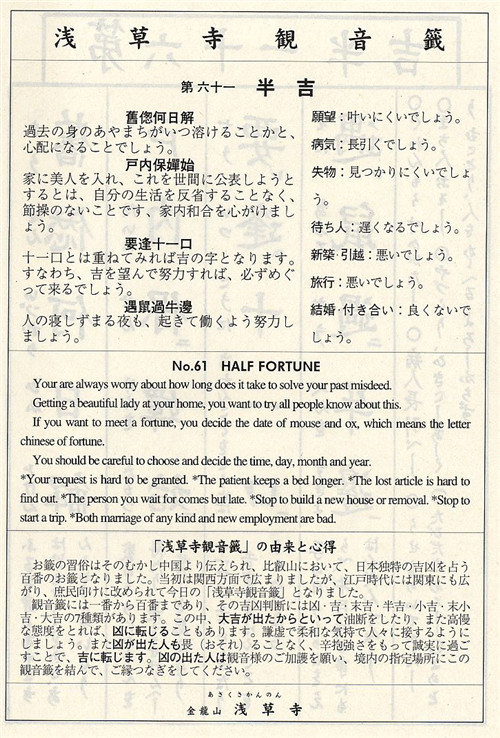 浅草寺観音籤
第六十一 半吉
舊愡何日解
過去の身のあやまちがいつ溶けることかと、
心配になることでしょう。
戸内保嬋始
家に美人を入れ、これを世間に公表しようと
するとは、自分の生活を反省することなく、
節操のないことです、家内和合を心がけまし
ょう。
要逢十一口
十一口とは重ねてみれば吉の字となります。
すなわち、吉を望んで努力すれば、必ずめぐ
って来るでしょう。
遇鼠過牛邊
人の寝しずまる夜も、起きて働くよう努力し
ましょう。
願望：叶いにくいでしょう。
病気：長引くでしょう。
失物：見つかりにくいでしょ
う。
待ち人：遅くなるでしょう。
新築・引越：悪いでしょう。
旅行：悪いでしょう。
結婚・付き合い：良くないで
しょう。
No.61 HALF FORTUNE
Your are always worry about how long does it take to solve your past misdeed.
Getting a beautiful lady at your home, you want to try all people know about this.
If you want to meet a fortune, you decide the date of mouse and ox, which means the letter
chinese of fortune.
You should be careful to choose and decide the time, day, month and year.
*Your request is hard to be granted. *The patient keeps a bed longer. *The lost article is hard to
find out. *The person you wait for comes but late. *Stop to build a new house or removal. *Stop to
start a trip. *Both marriage of any kind and new employment are bad.
「浅草寺観音籤」の由来と心得
お籤の習俗はそのむかし中国より伝えられ、比叡山において、日本独特の吉凶を占う
百番のお籤となりました。当初は関西方面で広まりましたが、江戸時代には関東にも広
がり、庶民向けに改められて今日の「浅草寺観音籤」となりました。
観音籤には一番から百番まであり、その吉凶判断には凶・吉・末吉・半吉・小吉・末小
吉・大吉の7種類があります。この中、大吉が出たからといって油断をしたり、また高慢
な態度をとれば、凶に転じることもあります。謙虚で柔和な気持で人々に接するように
しましょう。また凶が出た人も畏（おそ）れることなく、辛抱強さをもって誠実に過ご
すことで、吉に転じます。凶の出た人は観音様のご加護を願い、境内の指定場所にこの
観音籤を結んで、ご縁つなぎをしてください。
あさくさかんのん
金龍山 浅草寺